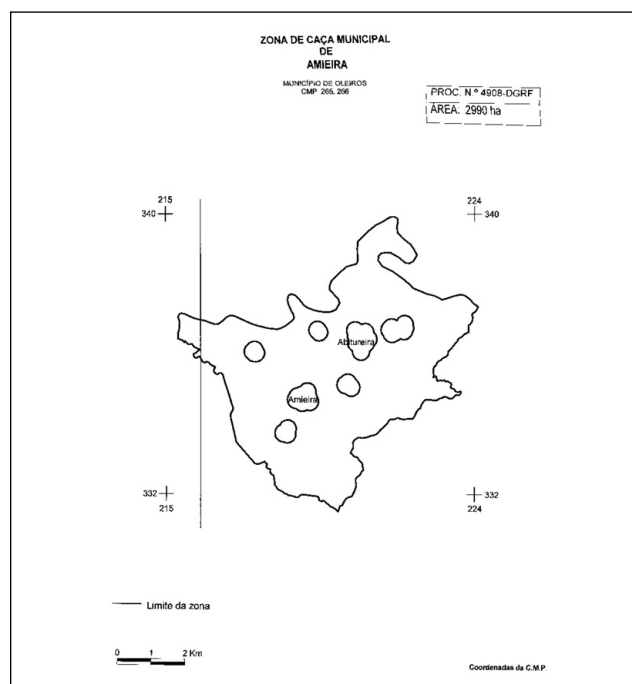 ZONA DE CAÇA MUNICIPAL
DE
AMIEIRA
MUNICÍPIO DE OLEIROS
CMP 265, 266
PROC. N.º 4908-DGRF
ÁREA: 2990 ha
215
224
340
340
Abitureira
Amieira
332
332
215
224
Limite da zona
0 1 2 Km
Coordenadas da C.M.P.